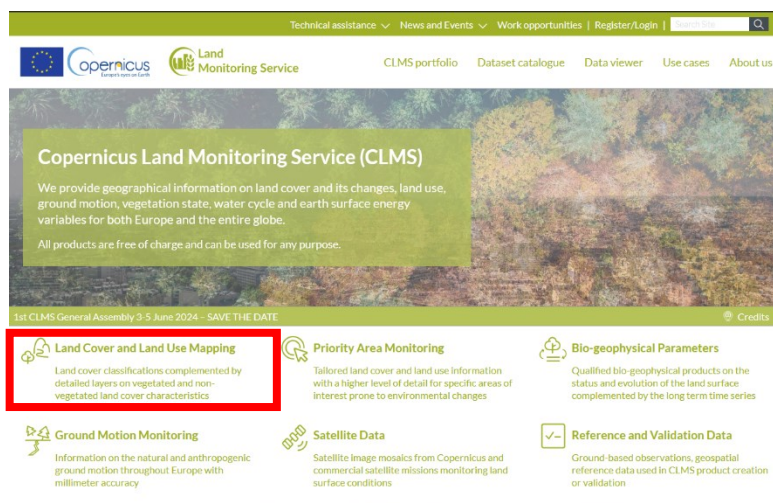 Technical assistance News and Events Work opportunities | Register/Login | Search Site
opernicus
Europe's eyes on Earth
Land
Monitoring Service
CLMS portfolio Dataset catalogue Data viewer Use cases About us
Copernicus Land Monitoring Service (CLMS)
We provide geographical information on land cover and its changes, land use,
ground motion, vegetation state, water cycle and earth surface energy
variables for both Europe and the entire globe.
All products are free of charge and can be used for any purpose.
1st CLMS General Assembly 3-5 June 2024 – SAVE THE DATE
Credits
Land Cover and Land Use Mapping
Land cover classifications complemented by
detailed layers on vegetated and non-
vegetated land cover characteristics
Priority Area Monitoring
Tailored land cover and land use information
with a higher level of detail for specific areas of
interest prone to environmental changes
Bio-geophysical Parameters
Qualified bio-geophysical products on the
status and evolution of the land surface
complemented by the long term time series
Ground Motion Monitoring
Information on the natural and anthropogenic
ground motion throughout Europe with
millimeter accuracy
Satellite Data
Satellite image mosaics from Copernicus and
commercial satellite missions monitoring land
surface conditions
Reference and Validation Data
Ground-based observations, geospatial
reference data used in CLMS product creation
or validation